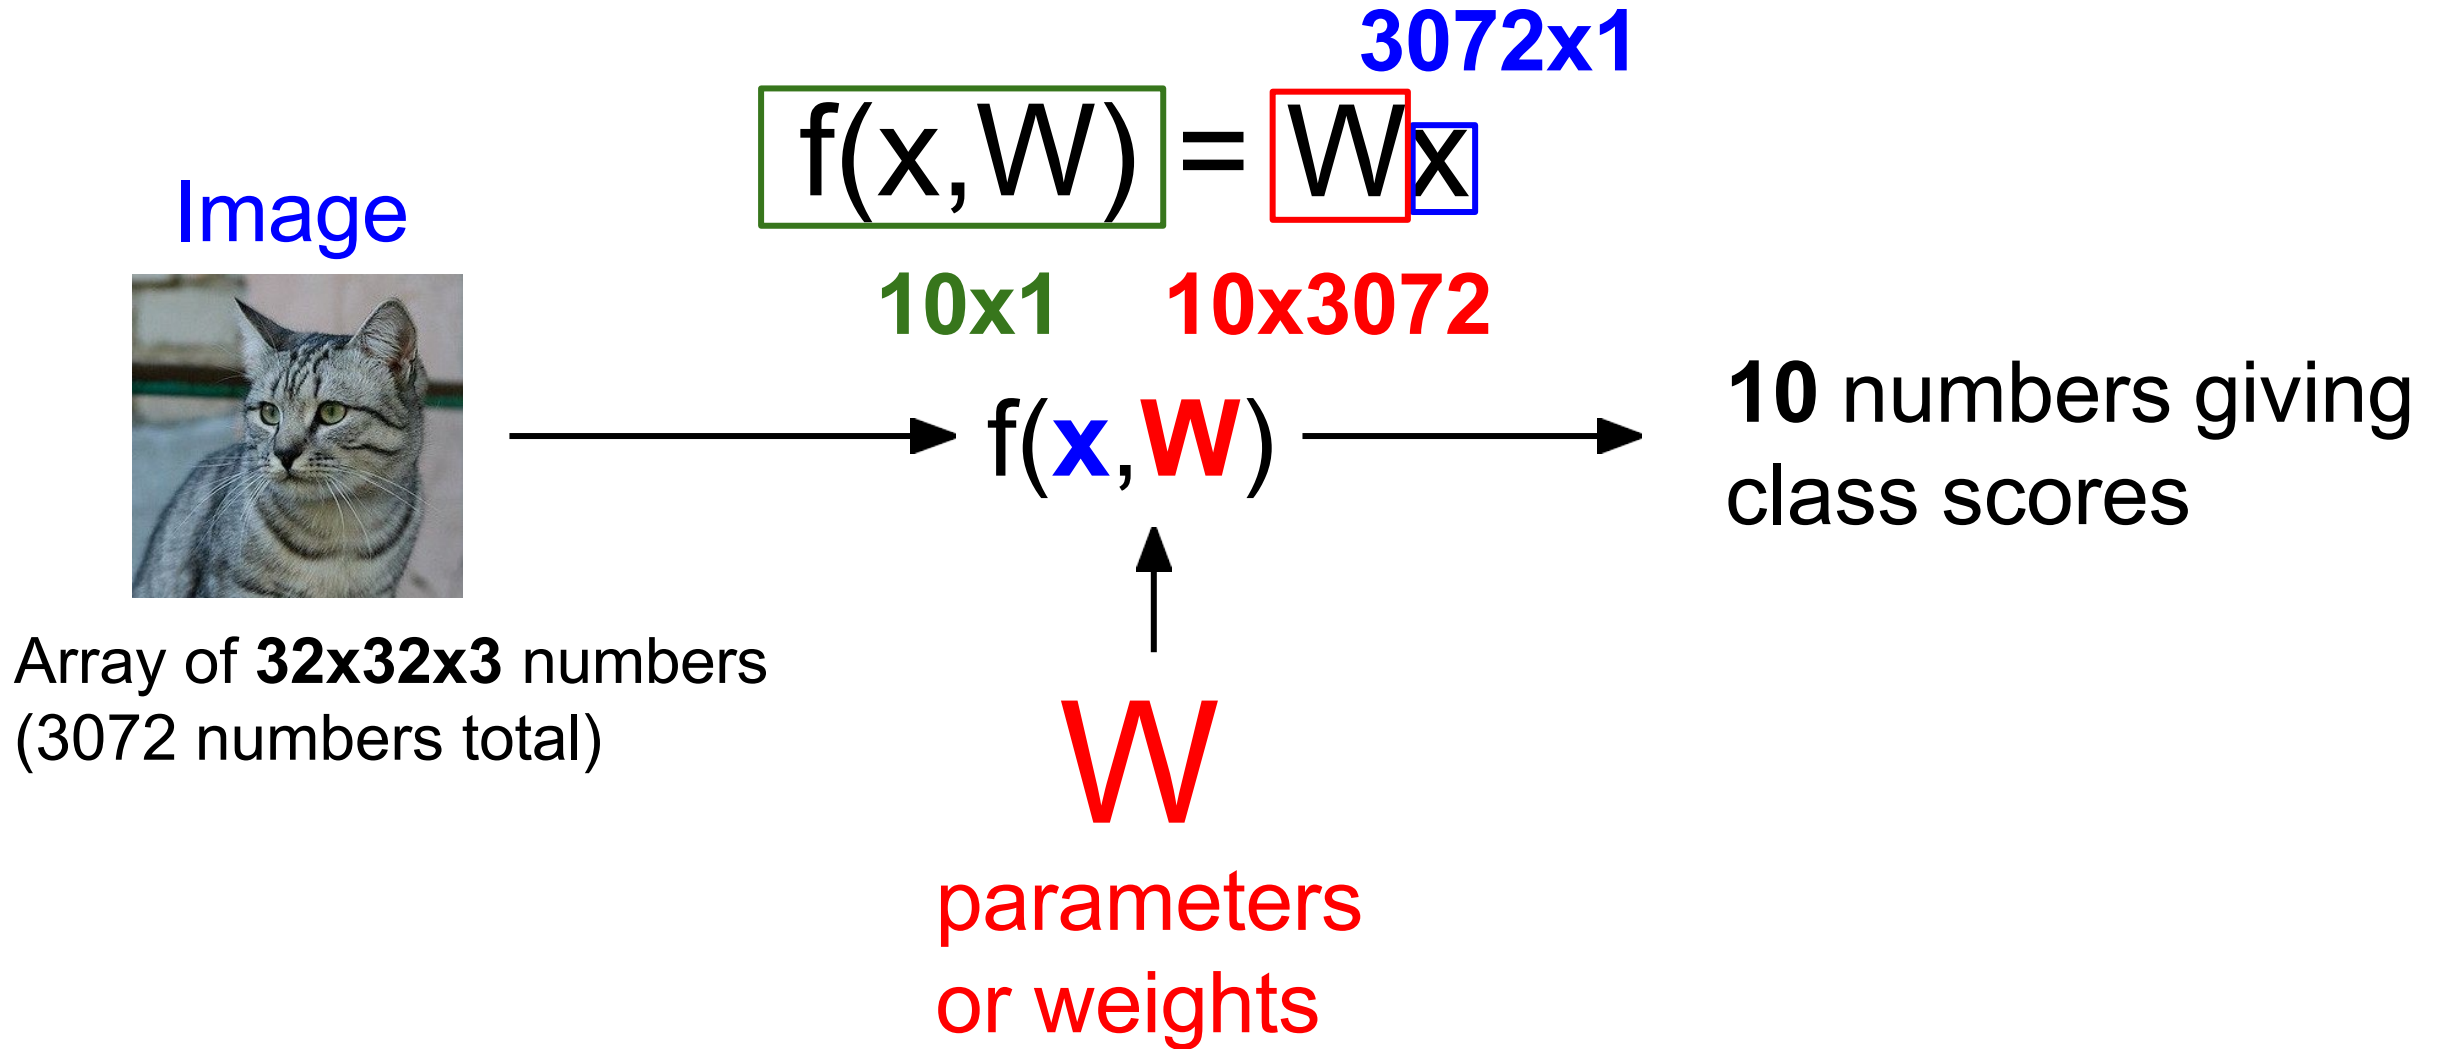 3072x1
f(x,W) = Wx
Image
10x1 10x3072
f(x,W)
10 numbers giving
class scores
Array of 32x32x3 numbers
(3072 numbers total)
W
parameters
or weights